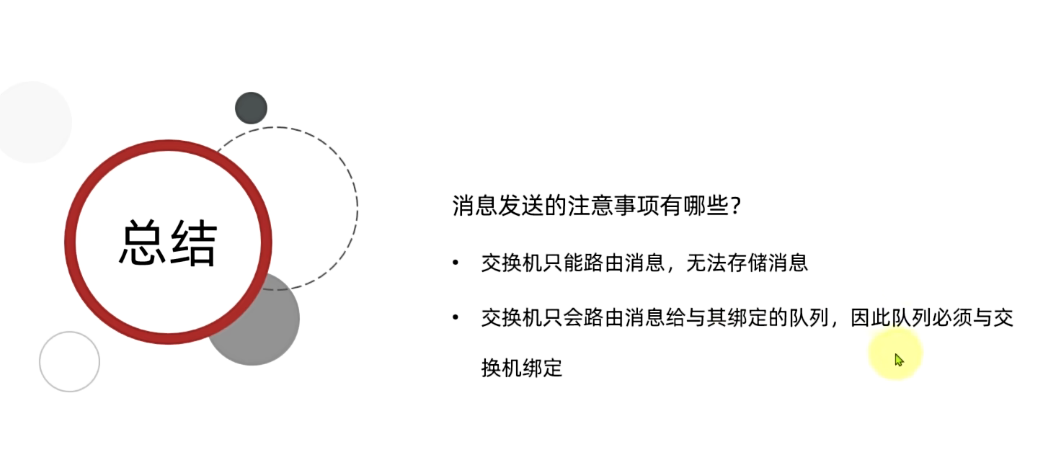 总结
消息发送的注意事项有哪些？
• 交换机只能路由消息，无法存储消息
• 交换机只会路由消息给与其绑定的队列，因此队列必须与交
换机绑定